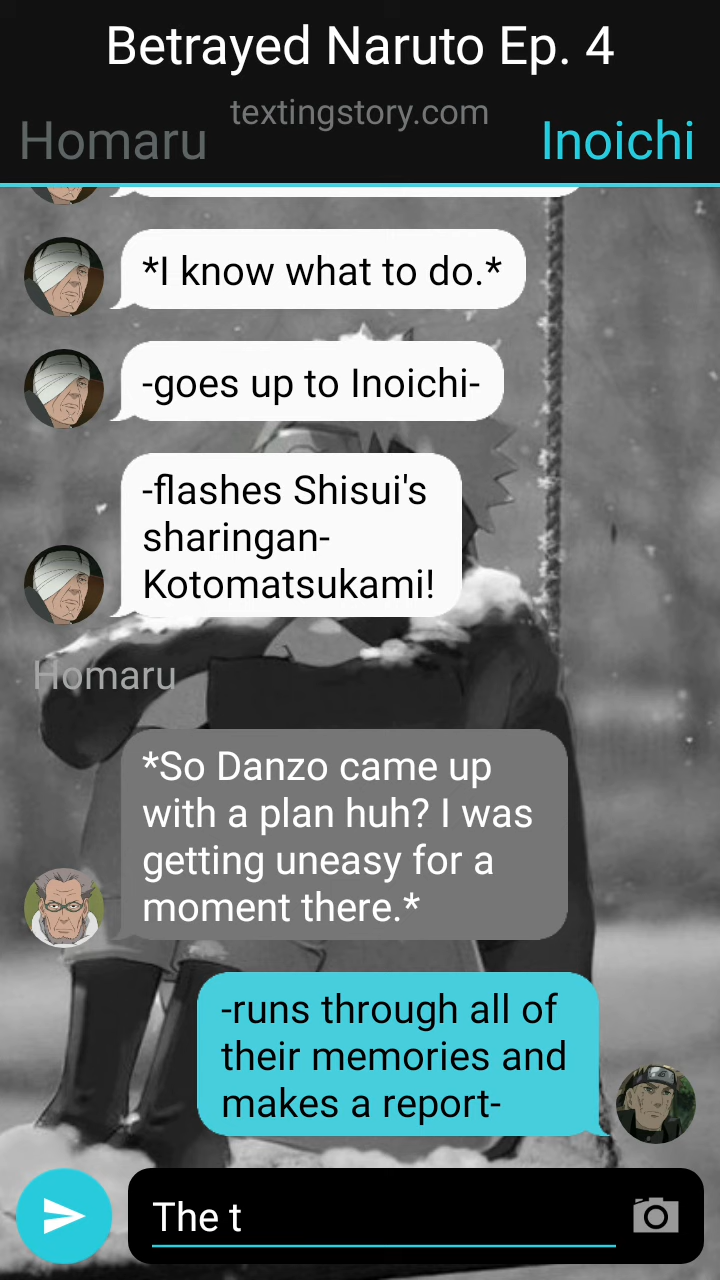 Betrayed Naruto Ep. 4
textingstory.com
Homaru
Inoichi
*I know what to do.*
-goes up to Inoichi-
-flashes Shisui's
sharingan-
Kotomatsukami!
Homaru
*So Danzo came up
with a plan huh? I was
getting uneasy for a
moment there.*
-runs through all of
their memories and
makes a report-
The t